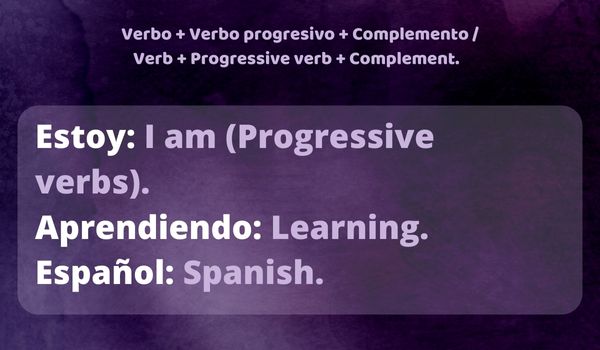 Verbo + Verbo progresivo + Complemento /
Verb + Progressive verb + Complement.
Estoy: I am (Progressive
verbs).
Aprendiendo: Learning.
Español: Spanish.